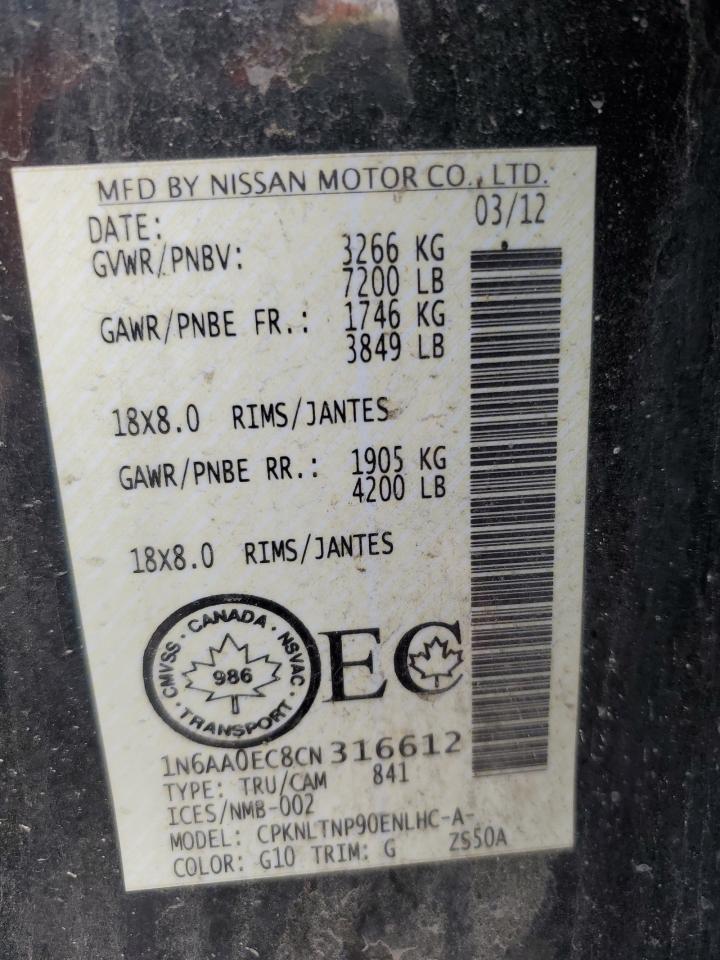 MFD BY NISSAN MOTOR CO., LTD.
DATE: 03/12
GVWR/PNBV: 3266 KG
7200 LB
GAWR/PNBE FR.: 1746 KG
3849 LB
18X8.0 RIMS/JANTES
GAWR/PNBE RR.: 1905 KG
4200 LB
18X8.0 RIMS/JANTES
CMVSS · CANADA · NSVAC · TRANSPORT ·
986
EC
1N6AA0EC8CN316612
TYPE: TRU/CAM 841
ICES/NMB-002
MODEL: CPKNLTNP90ENLHC-A-
COLOR: G10 TRIM: G ZS50A